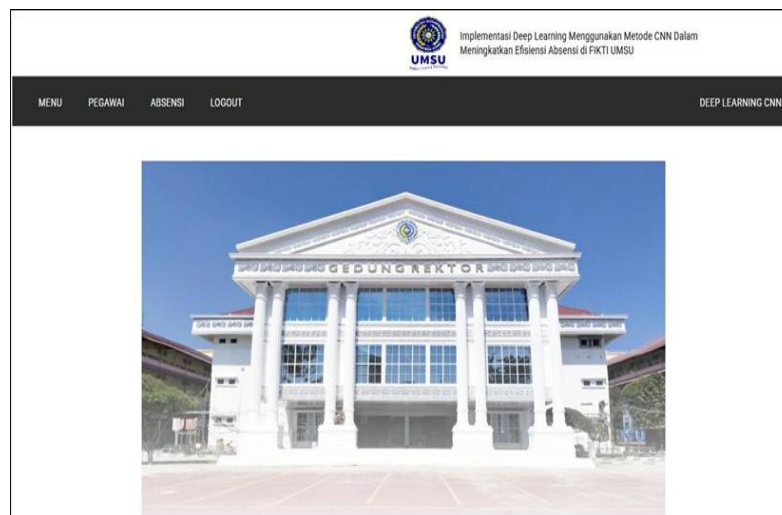 UMSU
Implementasi Deep Learning Menggunakan Metode CNN Dalam
Meningkatkan Efisiensi Absensi di FIKTI UMSU
MENU PEGAWAI ABSENSI LOGOUT DEEP LEARNING CNN
GEDUNG REKTOR